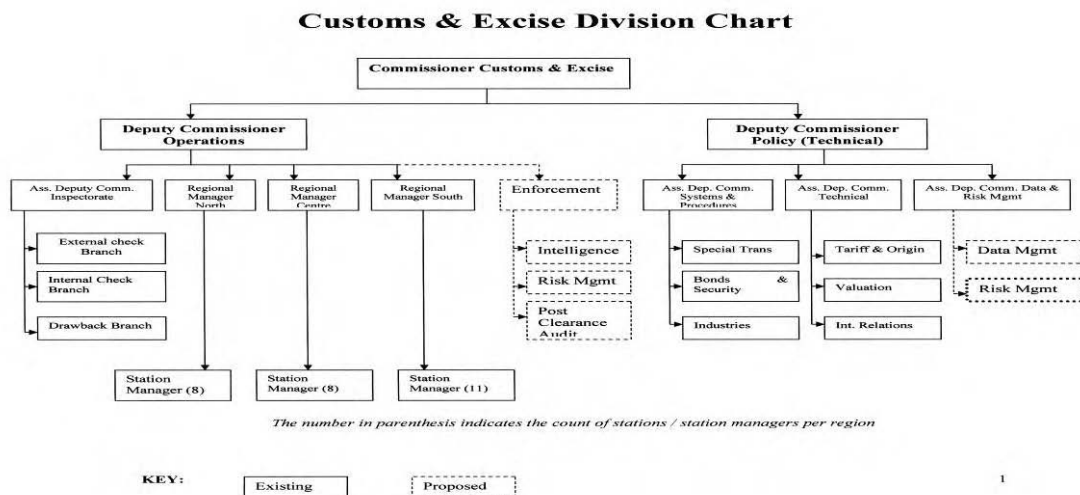 Customs & Excise Division Chart
Commissioner Customs & Excise
Deputy Commissioner
Operations
Deputy Commissioner
Policy (Technical)
Ass. Deputy Comm.
Inspectorate
Regional
Manager
North
Regional
Manager
Centre
Regional
Manager South
Enforcement
Ass. Dep. Comm.
Systems &
Procedures
Ass. Dep. Comm.
Technical
Ass. Dep. Comm. Data &
Risk Mgmt
External check
Branch
Internal Check
Branch
Drawback Branch
Intelligence
Risk Mgmt
Post
Clearance
Audit
Special Trans
Bonds &
Security
Industries
Tariff & Origin
Valuation
Int. Relations
Data Mgmt
Risk Mgmt
Station
Manager (8)
Station
Manager (8)
Station
Manager (11)
The number in parenthesis indicates the count of stations / station managers per region
KEY:
Existing
Proposed
1